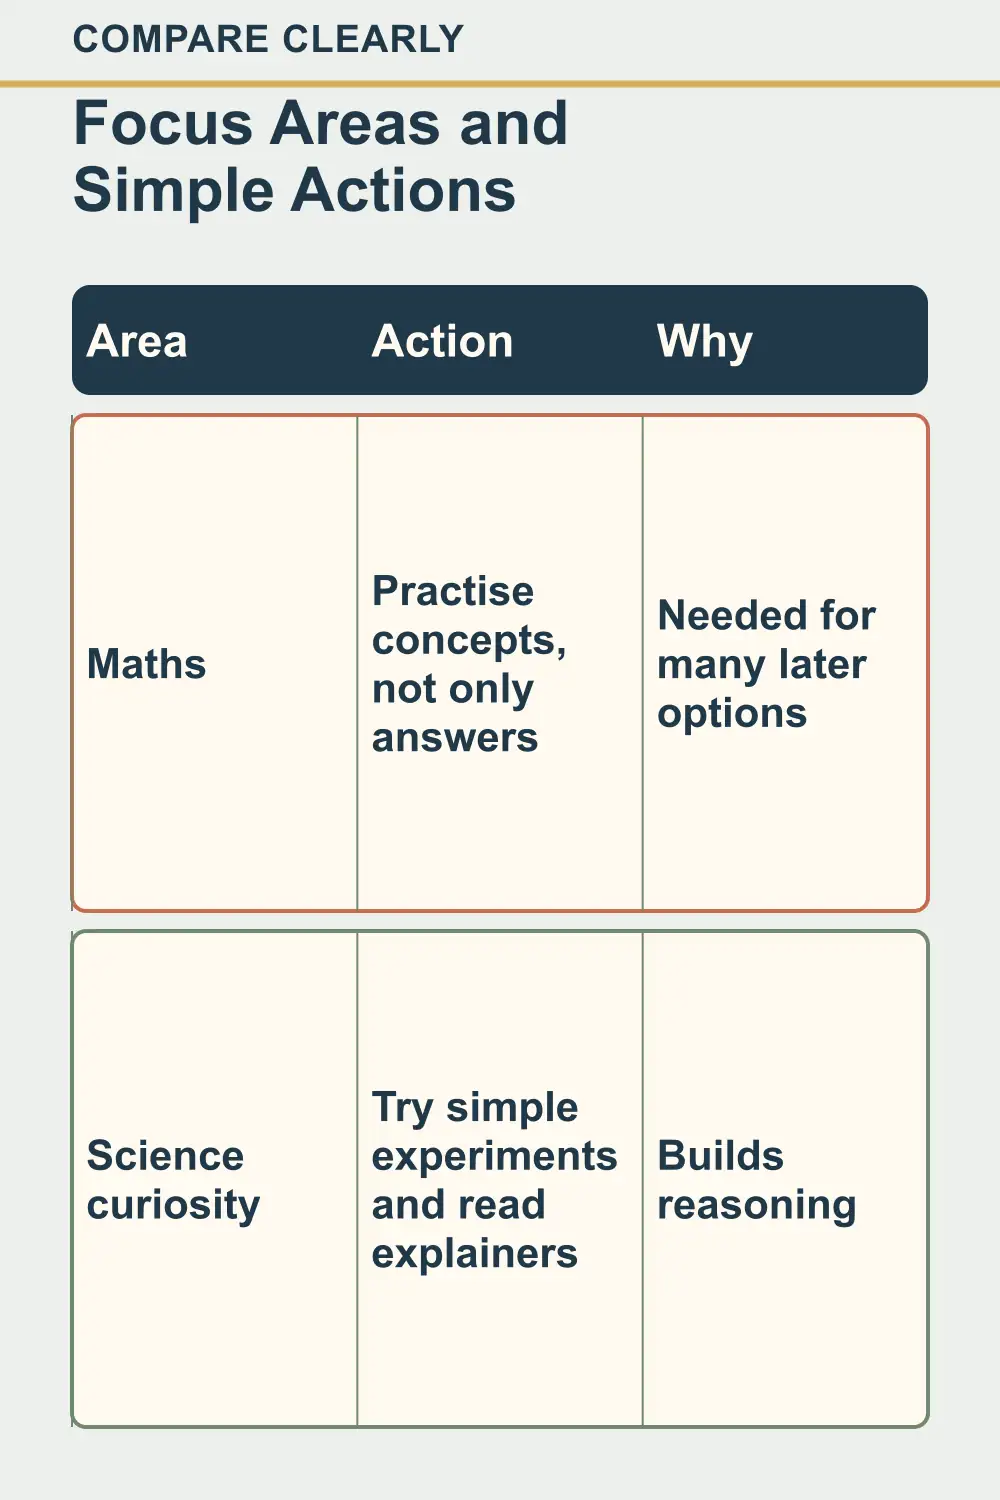 COMPARE CLEARLY
Focus Areas and
Simple Actions
Area Action Why
Maths
Practise
concepts,
not only
answers
Needed for
many later
options
Science
curiosity
Try simple
experiments
and read
explainers
Builds
reasoning